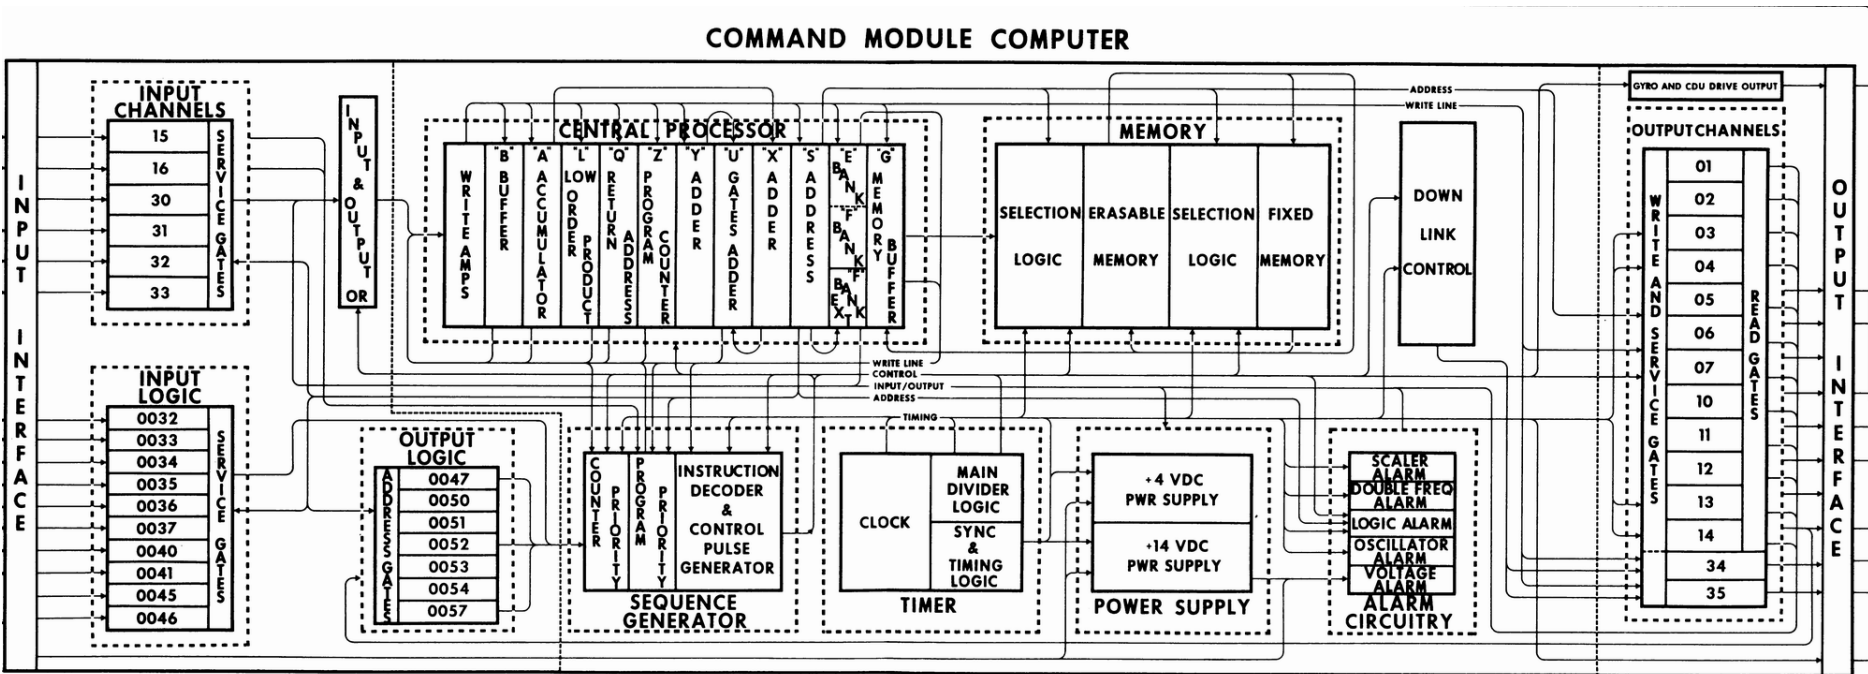 COMMAND MODULE COMPUTER
INPUT INTERFACE
INPUT CHANNELS
15
16
30
31
32
33
SERVICE GATES
INPUT & OUTPUT OR
INPUT LOGIC
0032
0033
0034
0035
0036
0037
0040
0041
0045
0046
SERVICE GATES
OUTPUT LOGIC
ADDRESS GATES
0047
0050
0051
0052
0053
0054
0057
CENTRAL PROCESSOR
WRITE AMPS
"B" BUFFER
"A" ACCUMULATOR
"L" LOW ORDER PRODUCT
"Q" RETURN ADDRESS
"Z" PROGRAM COUNTER
"Y" ADDER
"U" GATES ADDER
"X" ADDER
"S" ADDRESS
"E" BANK
"F" BANK
"F" BANK EXT
"G" MEMORY BUFFER
MEMORY
SELECTION LOGIC
ERASABLE MEMORY
SELECTION LOGIC
FIXED MEMORY
ADDRESS
WRITE LINE
WRITE LINE
CONTROL
INPUT/OUTPUT
ADDRESS
TIMING
DOWN LINK CONTROL
COUNTER PRIORITY
PROGRAM PRIORITY
INSTRUCTION
DECODER
&
CONTROL
PULSE
GENERATOR
SEQUENCE
GENERATOR
CLOCK
MAIN
DIVIDER
LOGIC
SYNC
&
TIMING
LOGIC
TIMER
+4 VDC
PWR SUPPLY
+14 VDC
PWR SUPPLY
POWER SUPPLY
SCALER
ALARM
DOUBLE FREQ
ALARM
LOGIC ALARM
OSCILLATOR
ALARM
VOLTAGE
ALARM
ALARM
CIRCUITRY
GYRO AND CDU DRIVE OUTPUT
OUTPUT CHANNELS
WRITE AND SERVICE GATES
01
02
03
04
05
06
07
10
11
12
13
14
34
35
READ GATES
OUTPUT INTERFACE